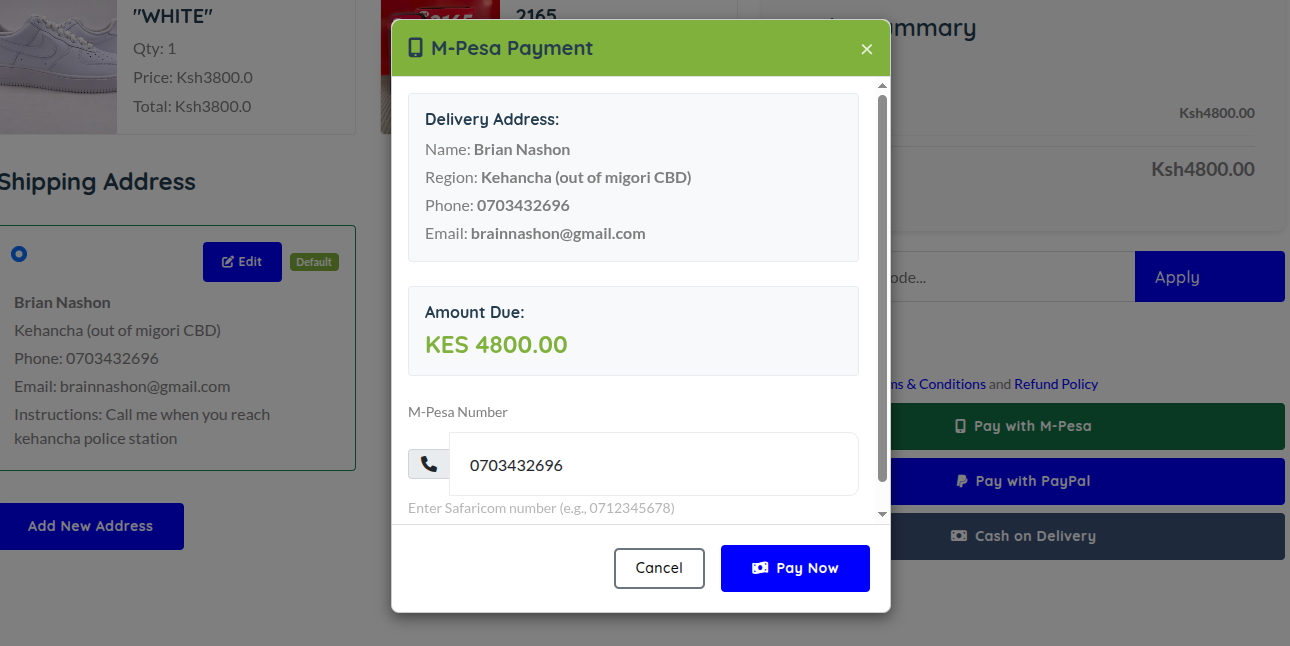 "WHITE"
Qty: 1
Price: Ksh3800.0
Total: Ksh3800.0
2165
Shipping Address
Edit
Default
Brian Nashon
Kehancha (out of migori CBD)
Phone: 0703432696
Email: brainnashon@gmail.com
Instructions: Call me when you reach
kehancha police station
Add New Address
M-Pesa Payment
×
Delivery Address:
Name: Brian Nashon
Region: Kehancha (out of migori CBD)
Phone: 0703432696
Email: brainnashon@gmail.com
Amount Due:
KES 4800.00
M-Pesa Number
0703432696
Enter Safaricom number (e.g., 0712345678)
Cancel
Pay Now
mmary
Ksh4800.00
Ksh4800.00
ode...
Apply
ms & Conditions and Refund Policy
Pay with M-Pesa
Pay with PayPal
Cash on Delivery